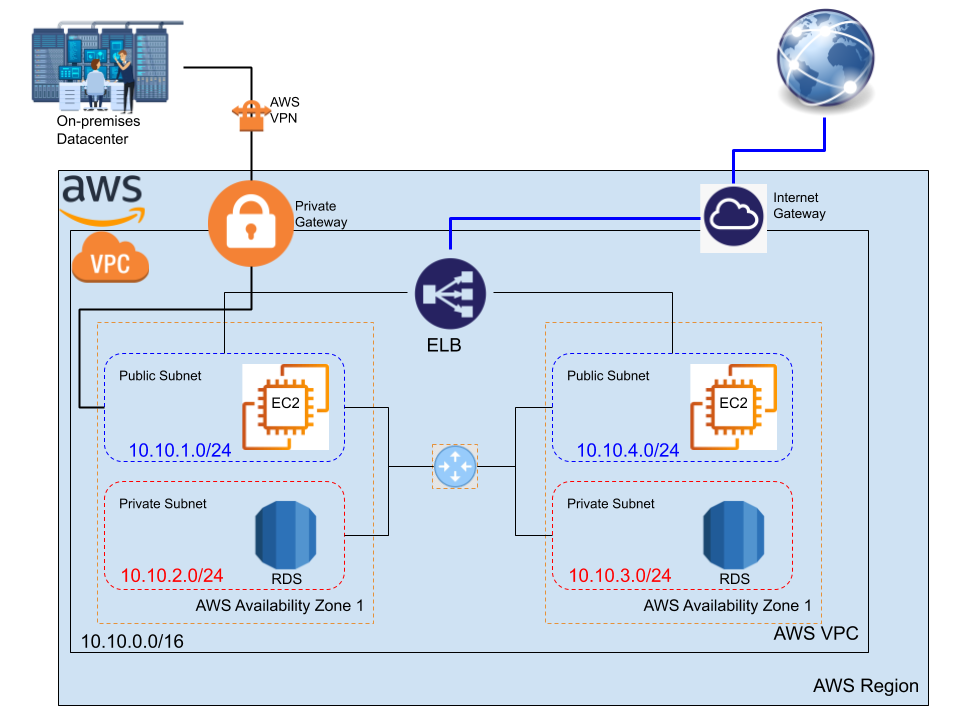 On-premises
Datacenter
AWS
VPN
aws
VPC
Private
Gateway
Internet
Gateway
ELB
Public Subnet
EC2
10.10.1.0/24
Public Subnet
EC2
10.10.4.0/24
Private Subnet
10.10.2.0/24
RDS
AWS Availability Zone 1
Private Subnet
10.10.3.0/24
RDS
AWS Availability Zone 1
10.10.0.0/16
AWS VPC
AWS Region